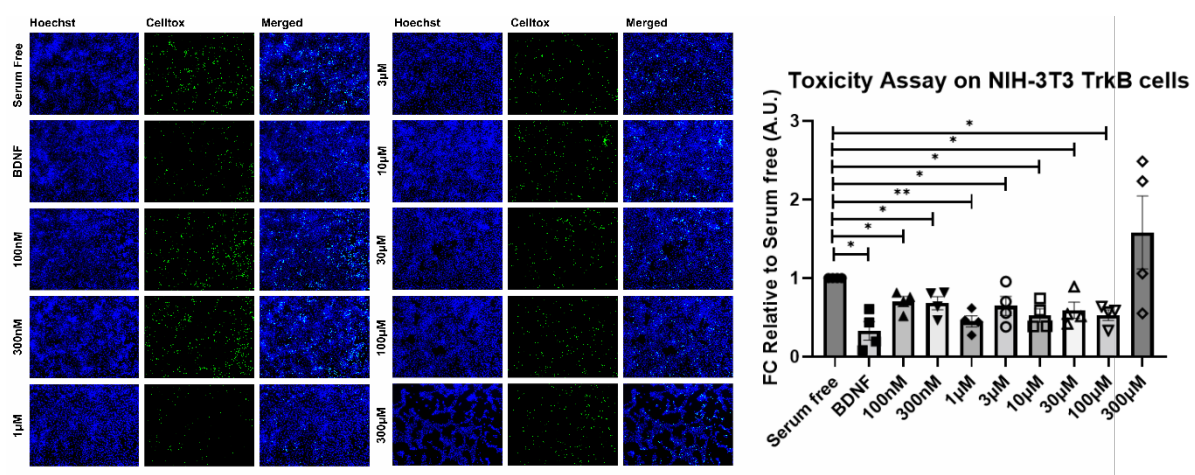 Hoechst Celltox Merged Hoechst Celltox Merged
Serum Free
BDNF
100nM
300nM
1µM
3µM
10µM
30µM
100µM
300µM
Toxicity Assay on NIH-3T3 TrkB cells
FC Relative to Serum free (A.U.)
3
2
1
0
*
*
*
*
**
*
*
*
Serum free
BDNF
100nM
300nM
1µM
3µM
10µM
30µM
100µM
300µM